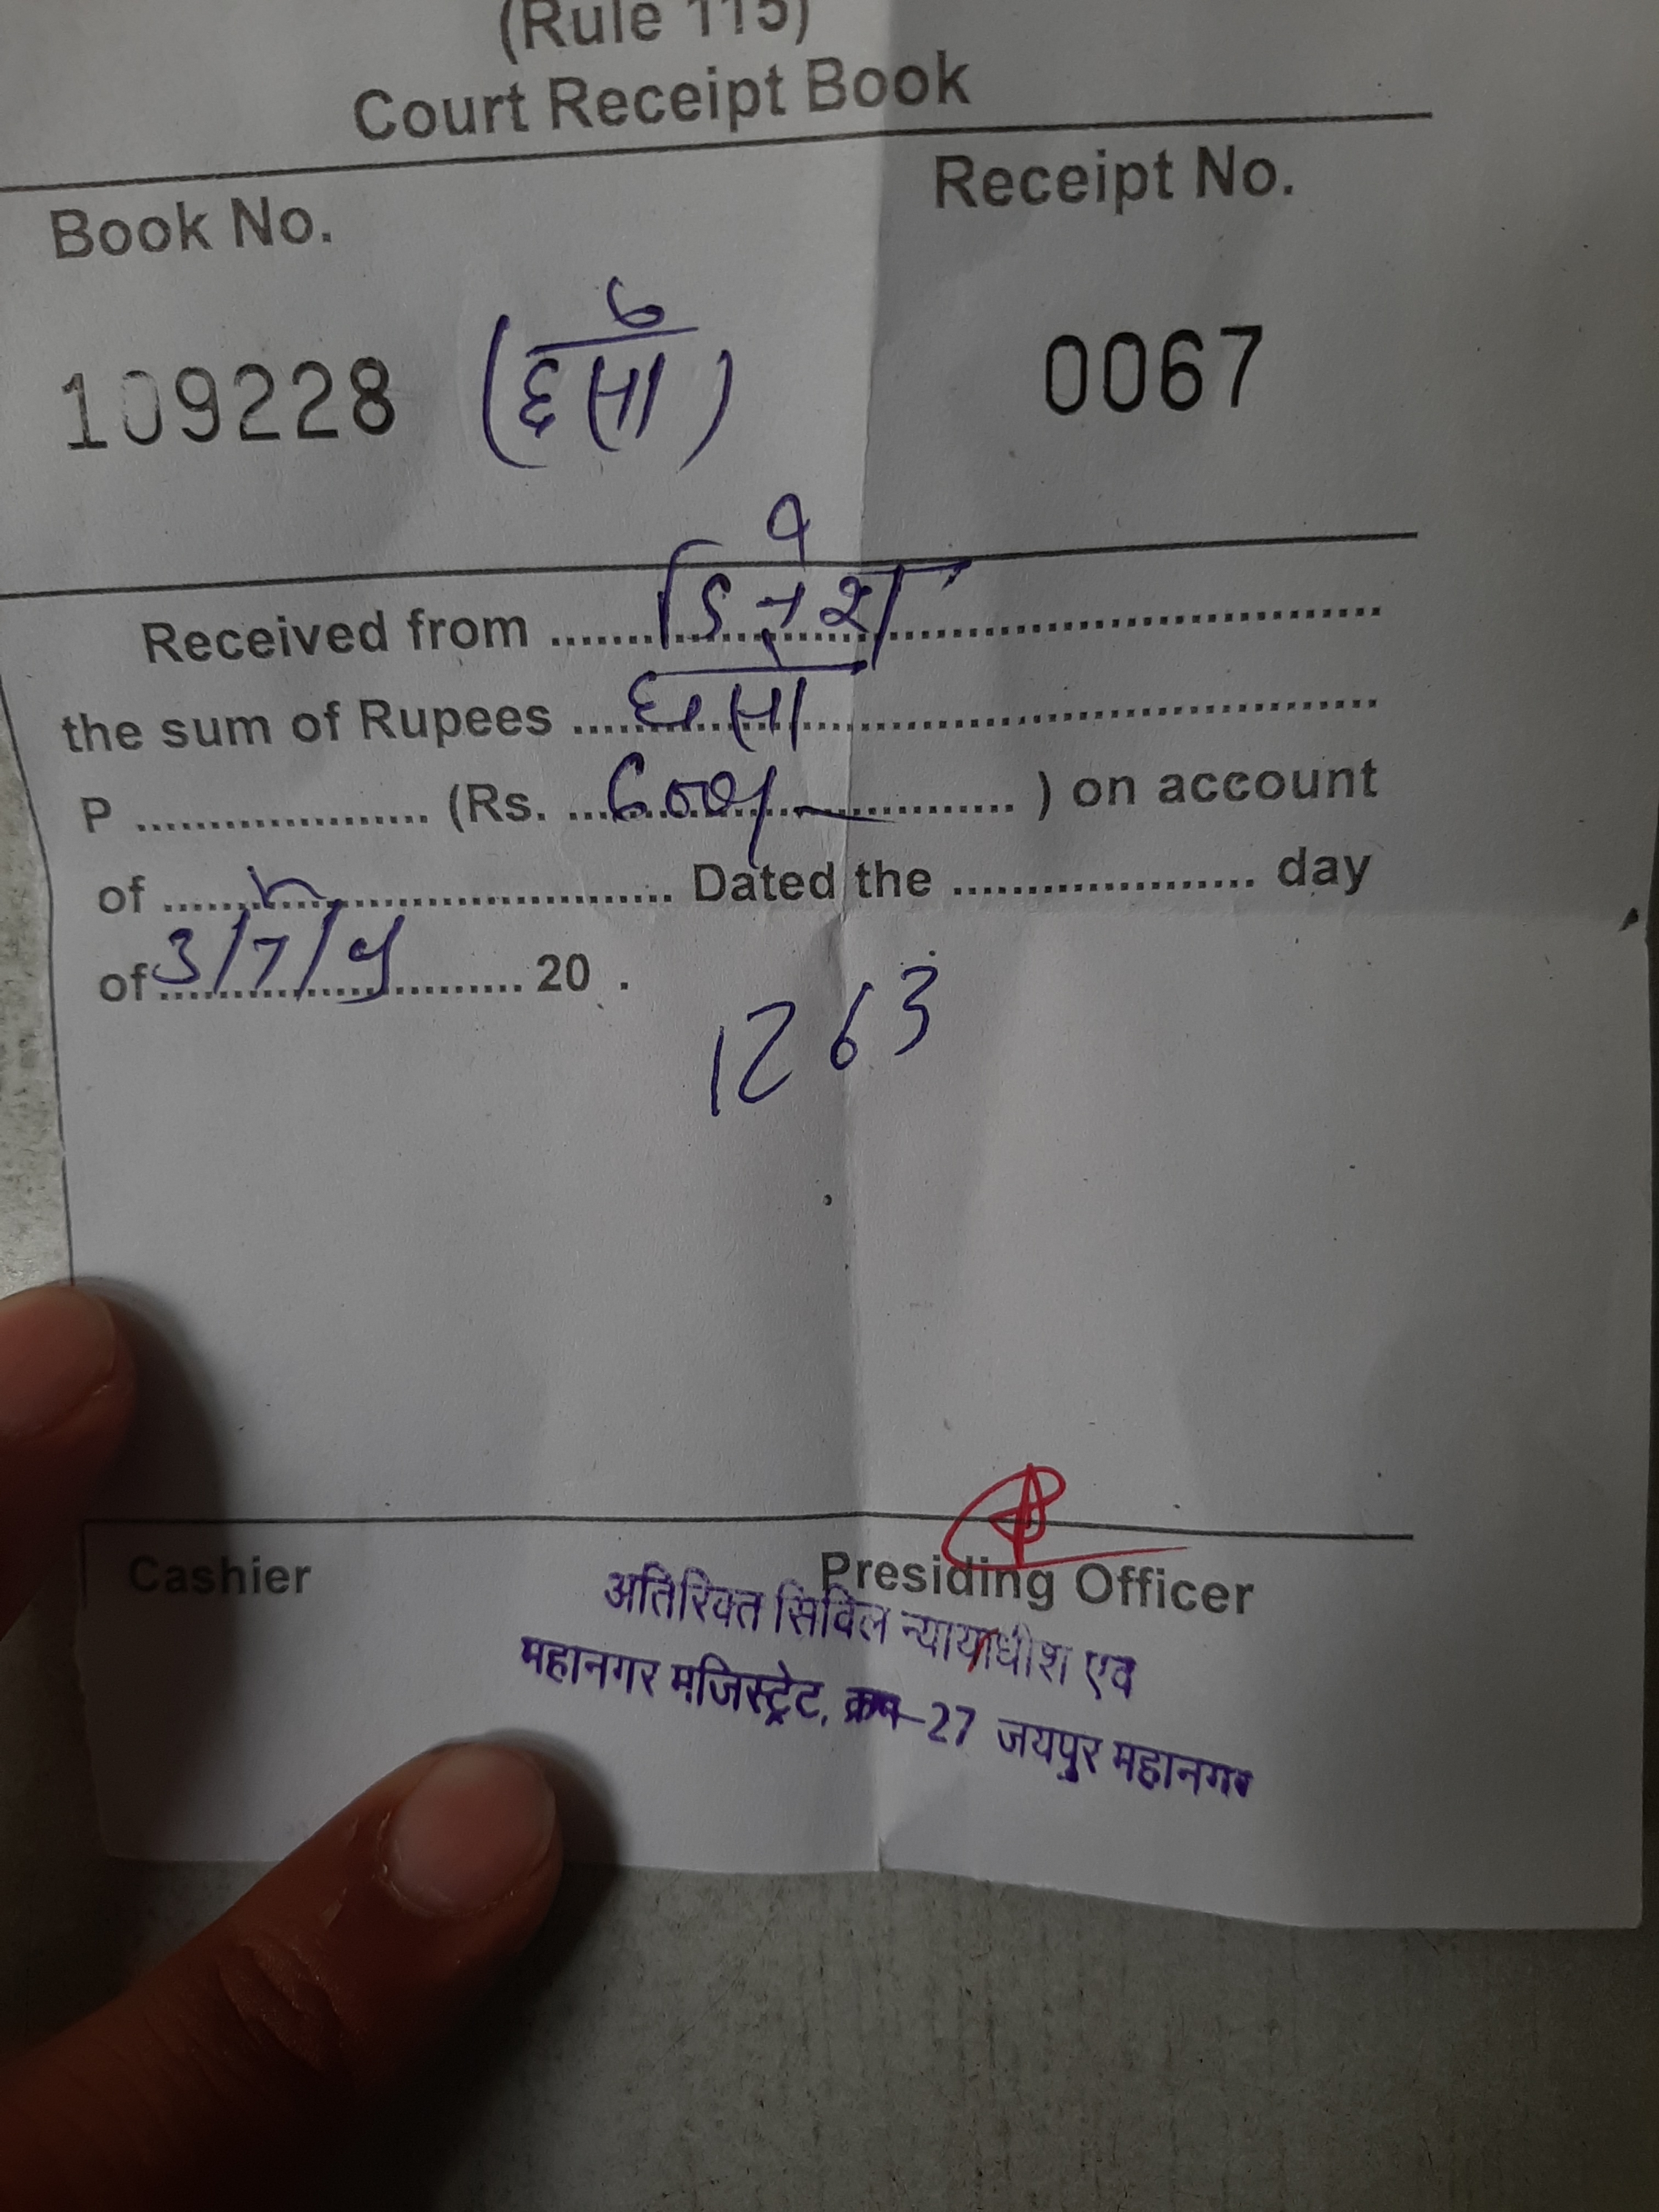 (Rule 115)
Court Receipt Book
Book No. Receipt No.
109228 (छ सौ) 0067
Received from .......... दिनेश ..........
the sum of Rupees .......... छ सौ ..........
P .......... (Rs. .......... 600/- .......... ) on account
of .......... Dated the .......... day
of 3/7/ .......... 20 .
1263
Cashier Presiding Officer
अतिरिक्त सिविल न्यायाधीश एवं
महानगर मजिस्ट्रेट, क्रम-27 जयपुर महानगर